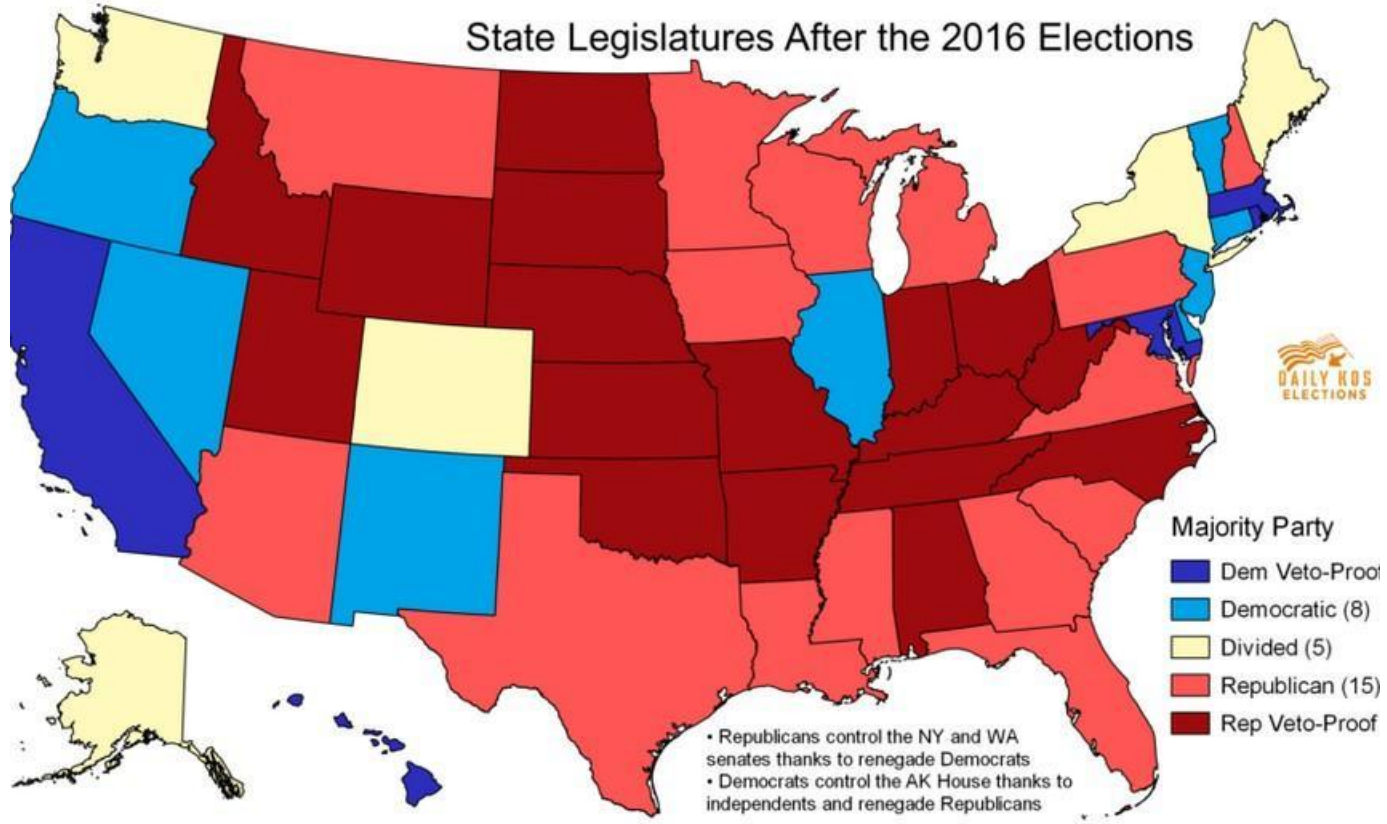 State Legislatures After the 2016 Elections
DAILY KOS
ELECTIONS
Majority Party
Dem Veto-Proof
Democratic (8)
Divided (5)
Republican (15)
Rep Veto-Proof
• Republicans control the NY and WA
senates thanks to renegade Democrats
• Democrats control the AK House thanks to
independents and renegade Republicans